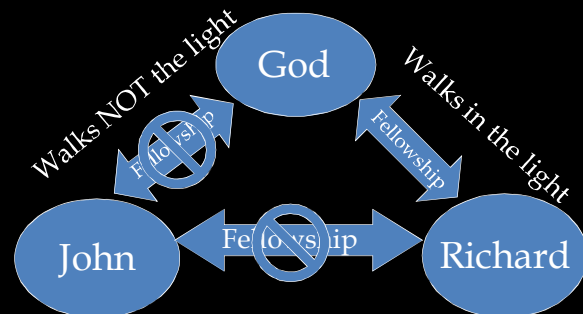 God
Walks NOT the light
Walks in the light
Fellowship
Fellowship
Fellowship
John
Richard